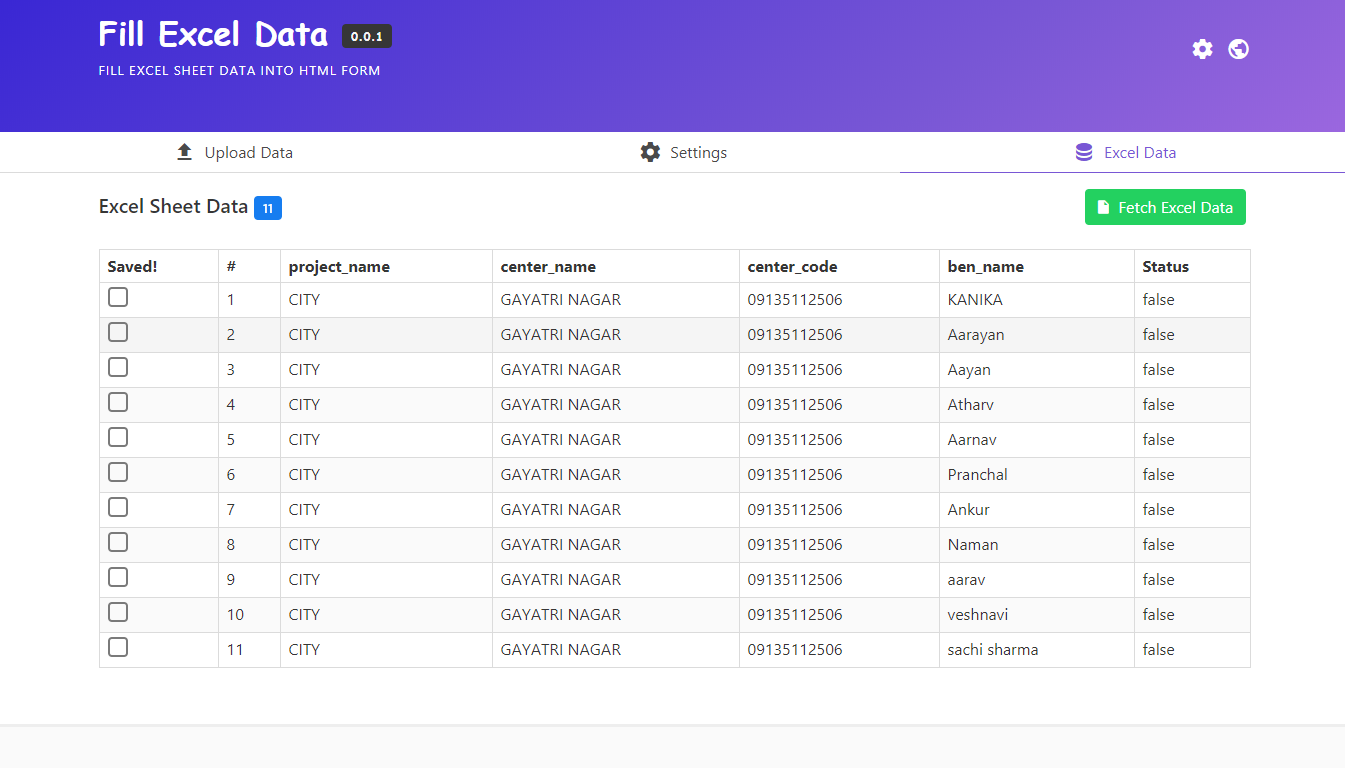 Fill Excel Data 0.0.1
FILL EXCEL SHEET DATA INTO HTML FORM
Upload Data Settings Excel Data
Excel Sheet Data 11 Fetch Excel Data
Saved! # project_name center_name center_code ben_name Status
1 CITY GAYATRI NAGAR 09135112506 KANIKA false
2 CITY GAYATRI NAGAR 09135112506 Aarayan false
3 CITY GAYATRI NAGAR 09135112506 Aayan false
4 CITY GAYATRI NAGAR 09135112506 Atharv false
5 CITY GAYATRI NAGAR 09135112506 Aarnav false
6 CITY GAYATRI NAGAR 09135112506 Pranchal false
7 CITY GAYATRI NAGAR 09135112506 Ankur false
8 CITY GAYATRI NAGAR 09135112506 Naman false
9 CITY GAYATRI NAGAR 09135112506 aarav false
10 CITY GAYATRI NAGAR 09135112506 veshnavi false
11 CITY GAYATRI NAGAR 09135112506 sachi sharma false